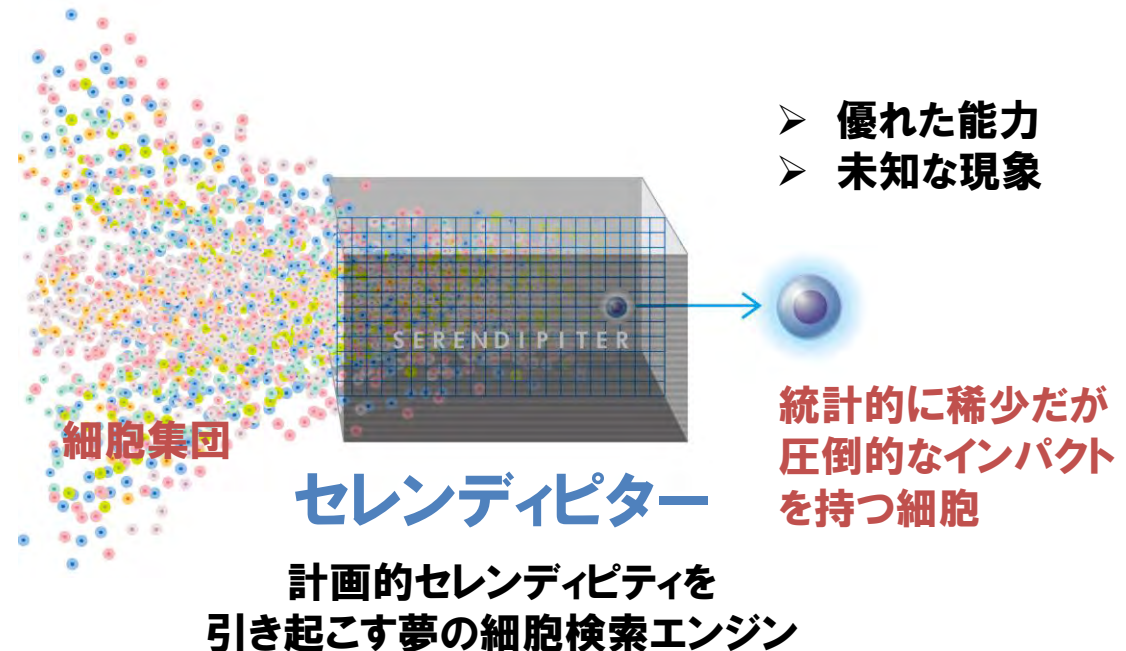 ➢ 優れた能力
➢ 未知な現象
SERENDIPITER
細胞集団
統計的に稀少だが
圧倒的なインパクト
を持つ細胞
セレンディピター
計画的セレンディピティを
引き起こす夢の細胞検索エンジン